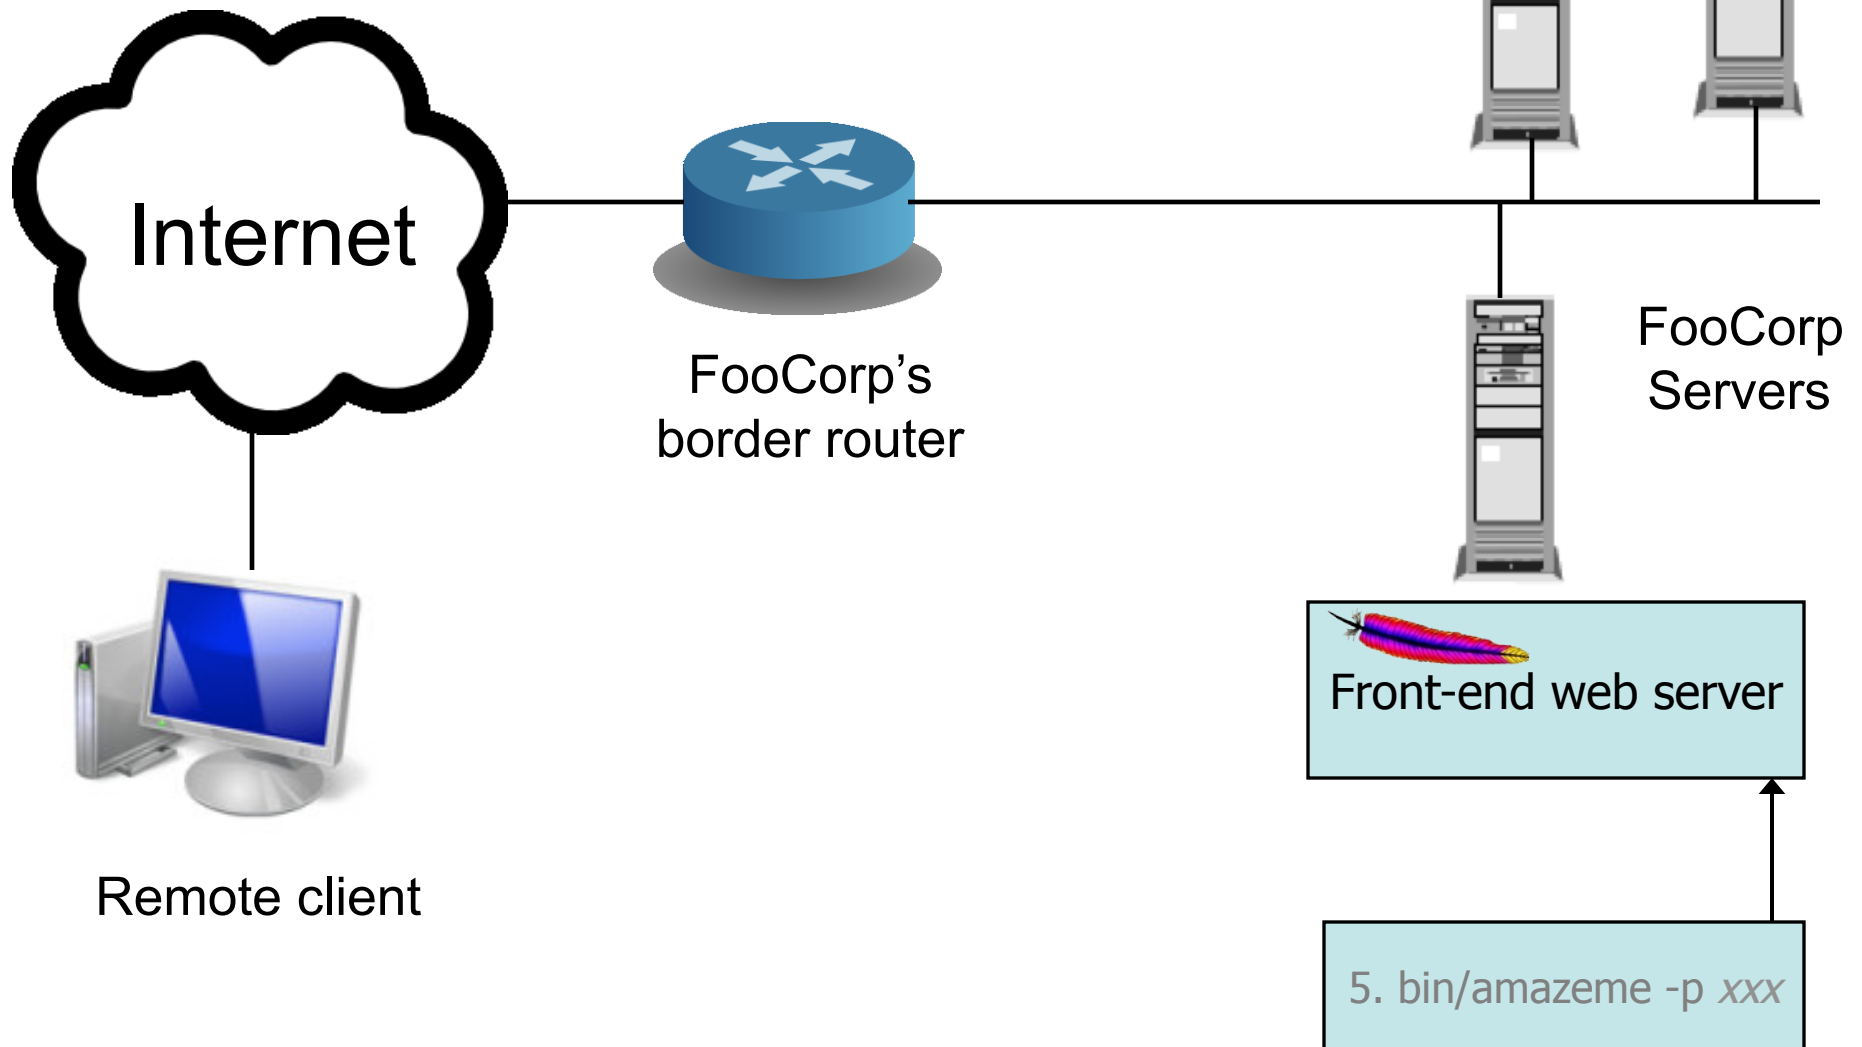 Internet
FooCorp's
border router
FooCorp
Servers
Remote client
Front-end web server
5. bin/amazeme -p xxx